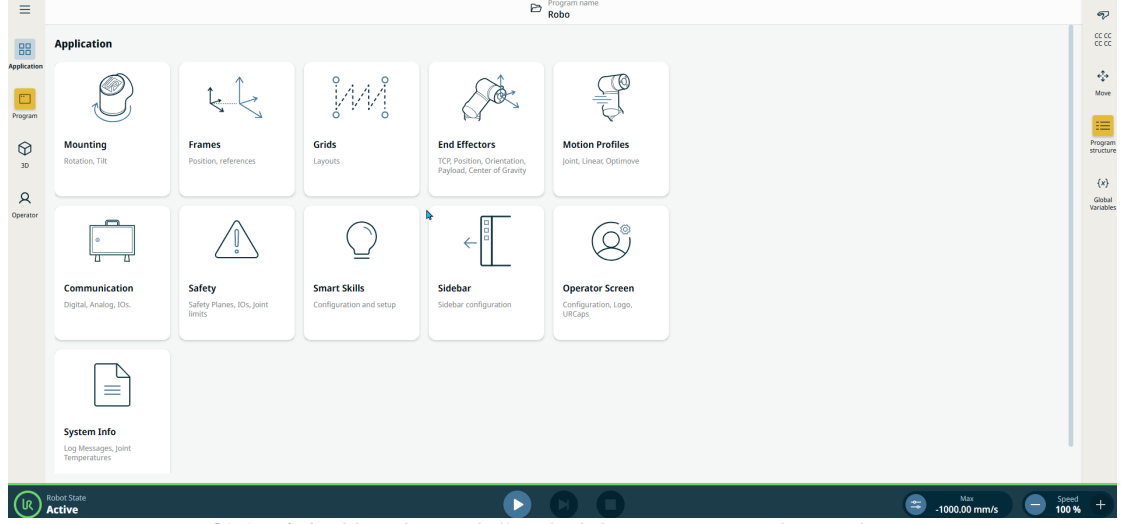 Program name
Robo
Application
Program
3D
Operator
Application
Mounting
Rotation, Tilt
Frames
Position, references
Grids
Layouts
End Effectors
TCP, Position, Orientation,
Payload, Center of Gravity
Motion Profiles
Joint, Linear, Optimove
Communication
Digital, Analog, IOs.
Safety
Safety Planes, IOs, Joint
limits
Smart Skills
Configuration and setup
Sidebar
Sidebar configuration
Operator Screen
Configuration, Logo,
URCaps
System Info
Log Messages, Joint
Temperatures
CC CC
CC CC
Move
Program
structure
{x}
Global
Variables
Robot State
Active
Max
-1000.00 mm/s
Speed
100 %